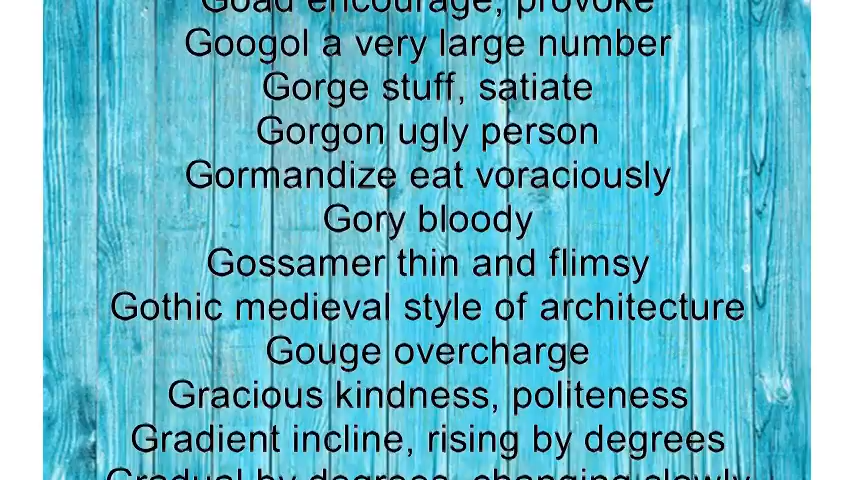 Goad encourage, provoke
Googol a very large number
Gorge stuff, satiate
Gorgon ugly person
Gormandize eat voraciously
Gory bloody
Gossamer thin and flimsy
Gothic medieval style of architecture
Gouge overcharge
Gracious kindness, politeness
Gradient incline, rising by degrees
Gradual by degrees, changing slowly